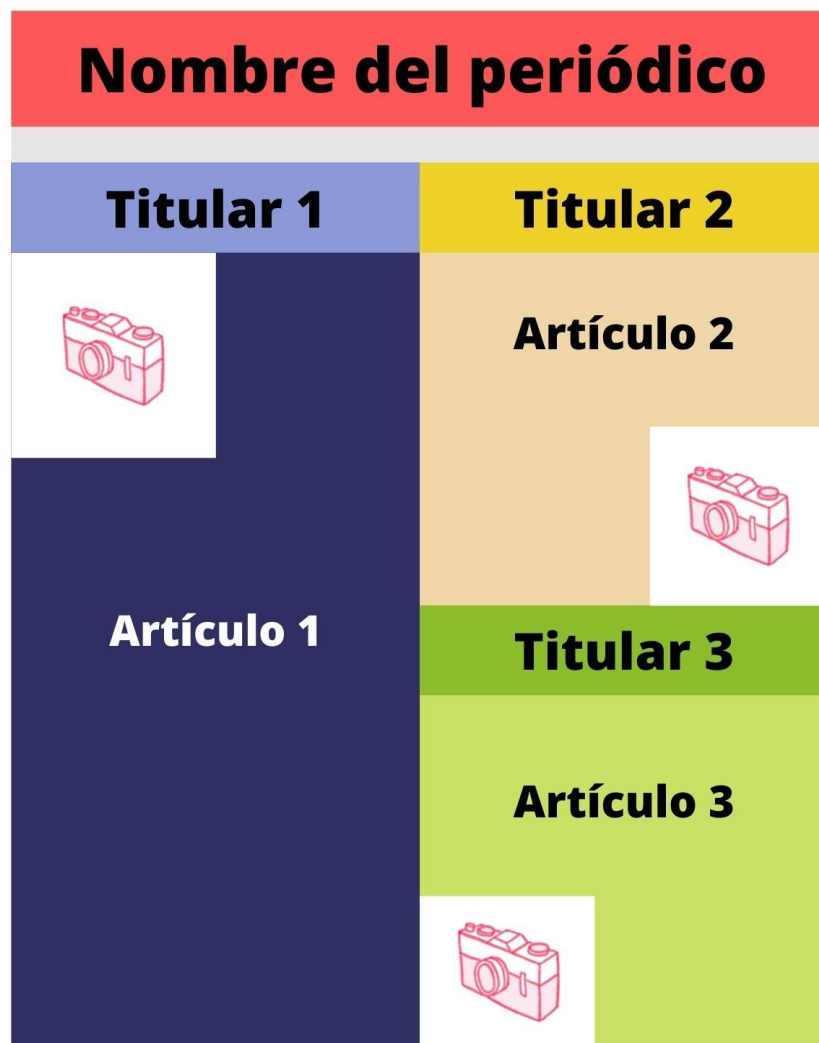 Nombre del periódico
Titular 1
Artículo 1
Titular 2
Artículo 2
Titular 3
Artículo 3